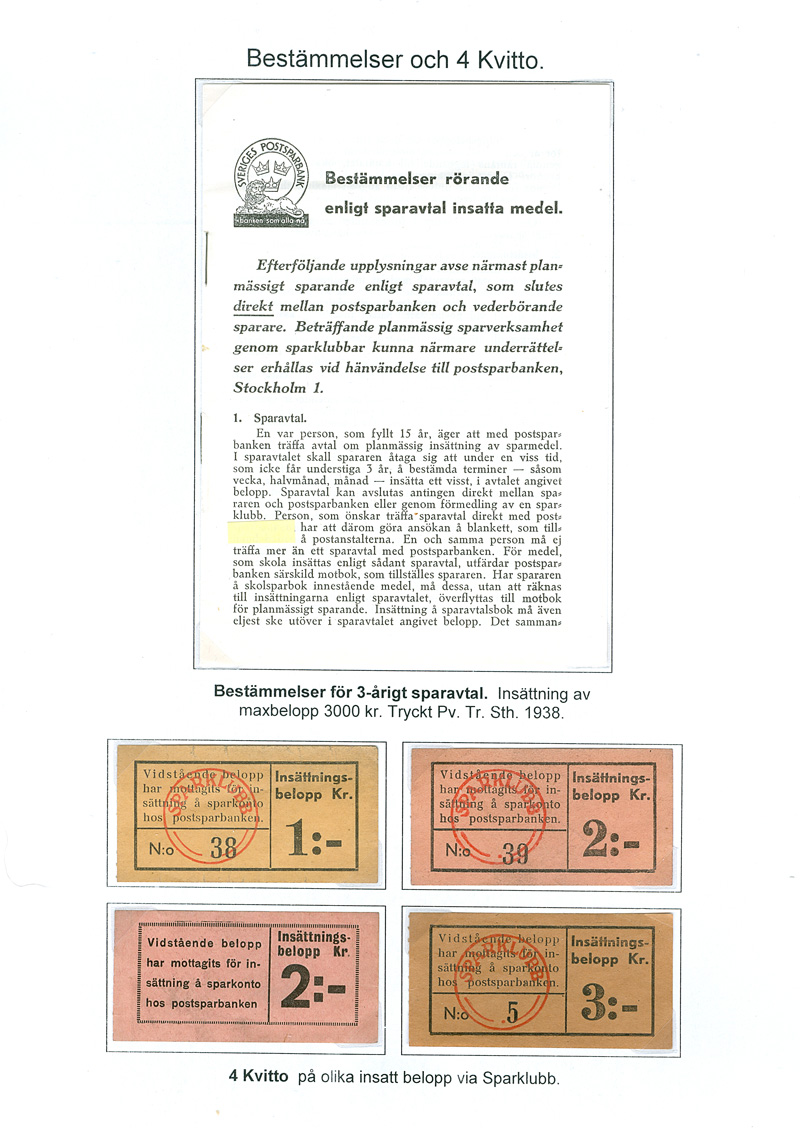 Bestämmelser och 4 Kvitto.
SVERIGES POSTSPARBANK
banken som alla nå
Bestämmelser rörande
enligt sparavtal insatta medel.
Efterföljande upplysningar avse närmast plan=
mässigt sparande enligt sparavtal, som slutes
direkt mellan postsparbanken och vederbörande
sparare. Beträffande planmässig sparverksamhet
genom sparklubbar kunna närmare underrättel=
ser erhållas vid hänvändelse till postsparbanken,
Stockholm 1.
1. Sparavtal.
En var person, som fyllt 15 år, äger att med postspar=
banken träffa avtal om planmässig insättning av sparmedel.
I sparavtalet skall spararen åtaga sig att under en viss tid,
som icke får understiga 3 år, å bestämda terminer — såsom
vecka, halvmånad, månad — insätta ett visst, i avtalet angivet
belopp. Sparavtal kan avslutas antingen direkt mellan spa=
raren och postsparbanken eller genom förmedling av en spar=
klubb. Person, som önskar träffa sparavtal direkt med post=
har att därom göra ansökan å blankett, som till=
å postanstalterna. En och samma person må ej
träffa mer än ett sparavtal med postsparbanken. För medel,
som skola insättas enligt sådant sparavtal, utfärdar postspar=
banken särskild motbok, som tillställes spararen. Har spararen
å skolsparbok innestående medel, må dessa, utan att räknas
till insättningarna enligt sparavtalet, överflyttas till motbok
för planmässigt sparande. Insättning å sparavtalsbok må även
eljest ske utöver i sparavtalet angivet belopp. Det samman=
Bestämmelser för 3-årigt sparavtal. Insättning av
maxbelopp 3000 kr. Tryckt Pv. Tr. Sth. 1938.
Vidstående belopp
har mottagits för in-
sättning å sparkonto
hos postsparbanken.
N:o 38
Insättnings-
belopp Kr.
1:-
SPARKLUBB
Vidstående belopp
har mottagits för in-
sättning å sparkonto
hos postsparbanken.
N:o 39
Insättnings-
belopp Kr.
2:-
SPARKLUBB
Vidstående belopp
har mottagits för in-
sättning å sparkonto
hos postsparbanken
Insättnings-
belopp Kr.
2:-
Vidstående belopp
har mottagits för in-
sättning å sparkonto
hos postsparbanken.
N:o 5
Insättnings-
belopp Kr.
3:-
SPARKLUBB
4 Kvitto på olika insatt belopp via Sparklubb.